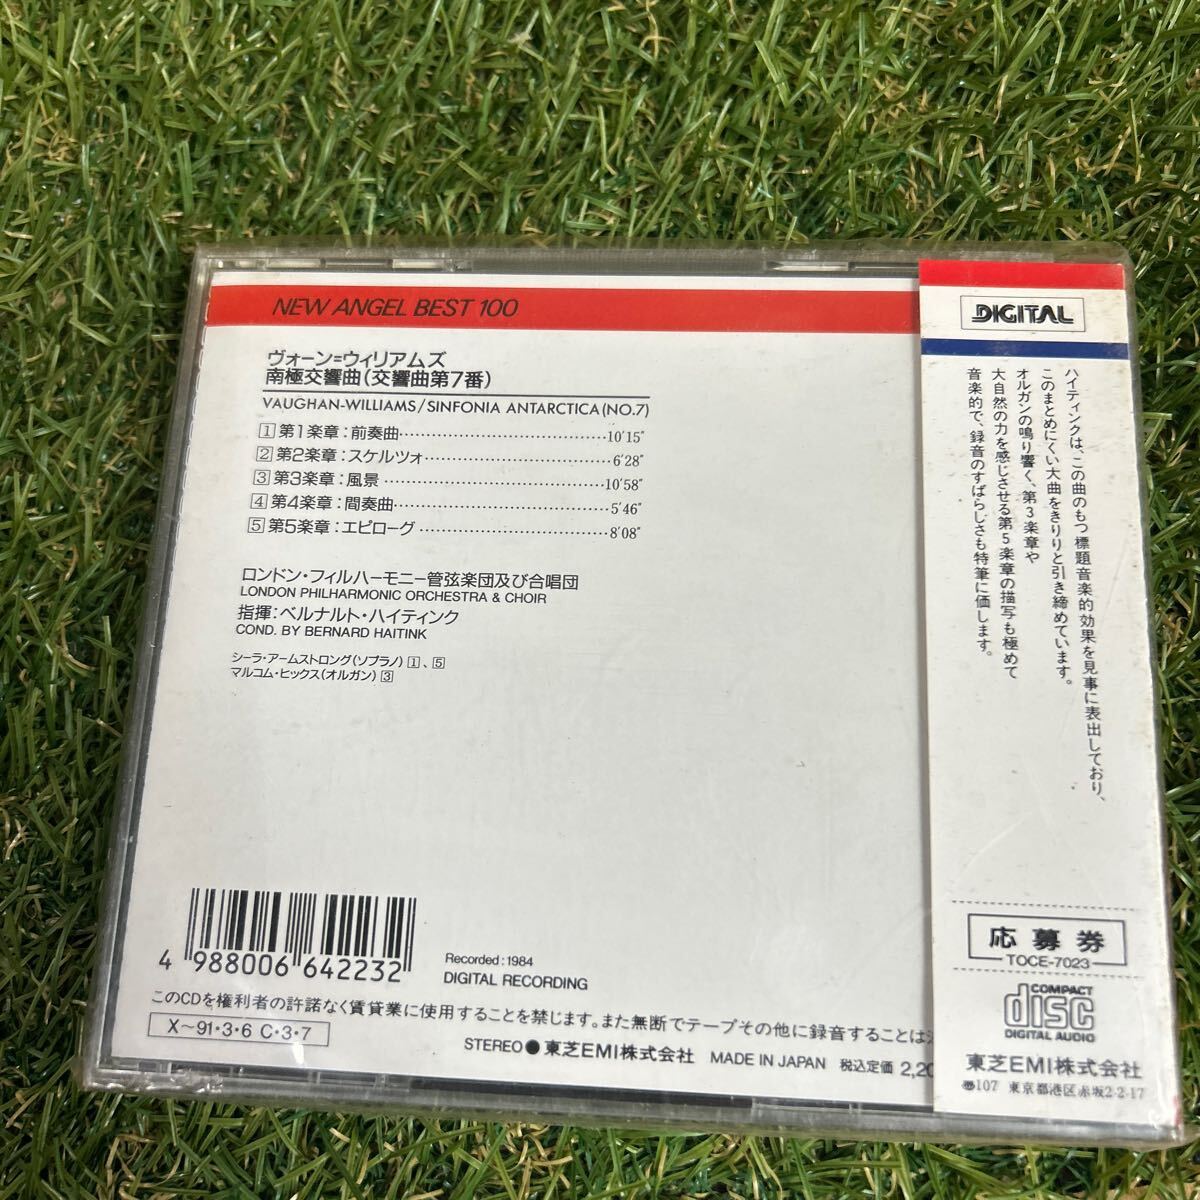 NEW ANGEL BEST 100
ヴォーン=ウィリアムズ
南極交響曲(交響曲第7番)
VAUGHAN-WILLIAMS/SINFONIA ANTARCTICA(NO.7)
1 第1楽章:前奏曲……10'15"
2 第2楽章:スケルツォ……6'28"
3 第3楽章:風景……10'58"
4 第4楽章:間奏曲……5'46"
5 第5楽章:エピローグ……8'08"
ロンドン・フィルハーモニー管弦楽団及び合唱団
LONDON PHILHARMONIC ORCHESTRA & CHOIR
指揮:ベルナルト・ハイティンク
COND. BY BERNARD HAITINK
シーラ・アームストロング(ソプラノ) 1、5
マルコム・ヒックス(オルガン) 3
4 988006 642232
Recorded:1984
DIGITAL RECORDING
このCDを権利者の許諾なく賃貸業に使用することを禁じます。また無断でテープその他に録音することは
X~91・3・6 C・3・7
STEREO●東芝EMI株式会社 MADE IN JAPAN 税込定価 2,20
DIGITAL
ハイティンクは、この曲のもつ標題音楽的効果を見事に表出しており、
このまとめにくい大曲をきりりと引き締めています。
オルガンの鳴り響く、第3楽章や
大自然の力を感じさせる第5楽章の描写も極めて
音楽的で、録音のすばらしさも特筆に価します。
応募券
TOCE-7023
COMPACT
disc
DIGITAL AUDIO
東芝EMI株式会社
〠107 東京都港区赤坂2-2-17